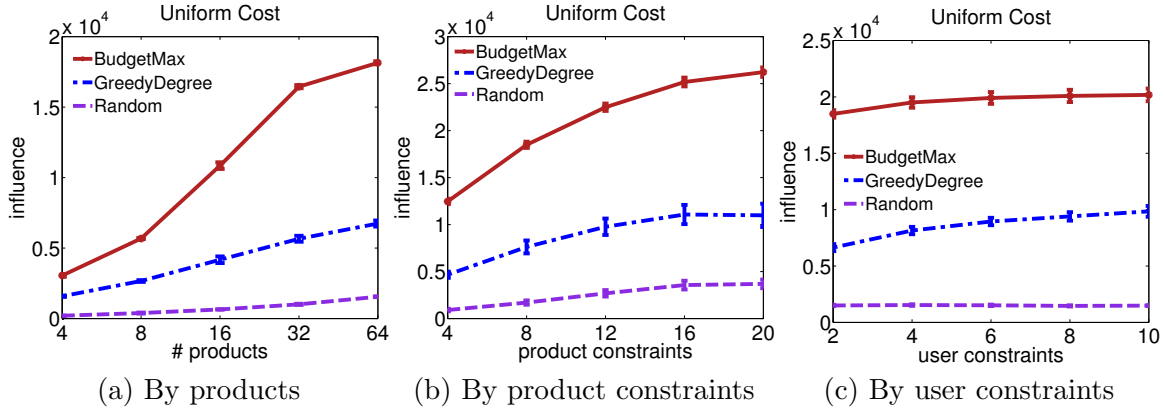 Uniform Cost
x 10^4
2
1.5
1
0.5
0
influence
BudgetMax
GreedyDegree
Random
4 8 16 32 64
# products
(a) By products
Uniform Cost
x 10^4
3
2.5
2
1.5
1
0.5
0
influence
BudgetMax
GreedyDegree
Random
4 8 12 16 20
product constraints
(b) By product constraints
Uniform Cost
x 10^4
2.5
2
1.5
1
0.5
0
influence
BudgetMax
GreedyDegree
Random
2 4 6 8 10
user constraints
(c) By user constraints